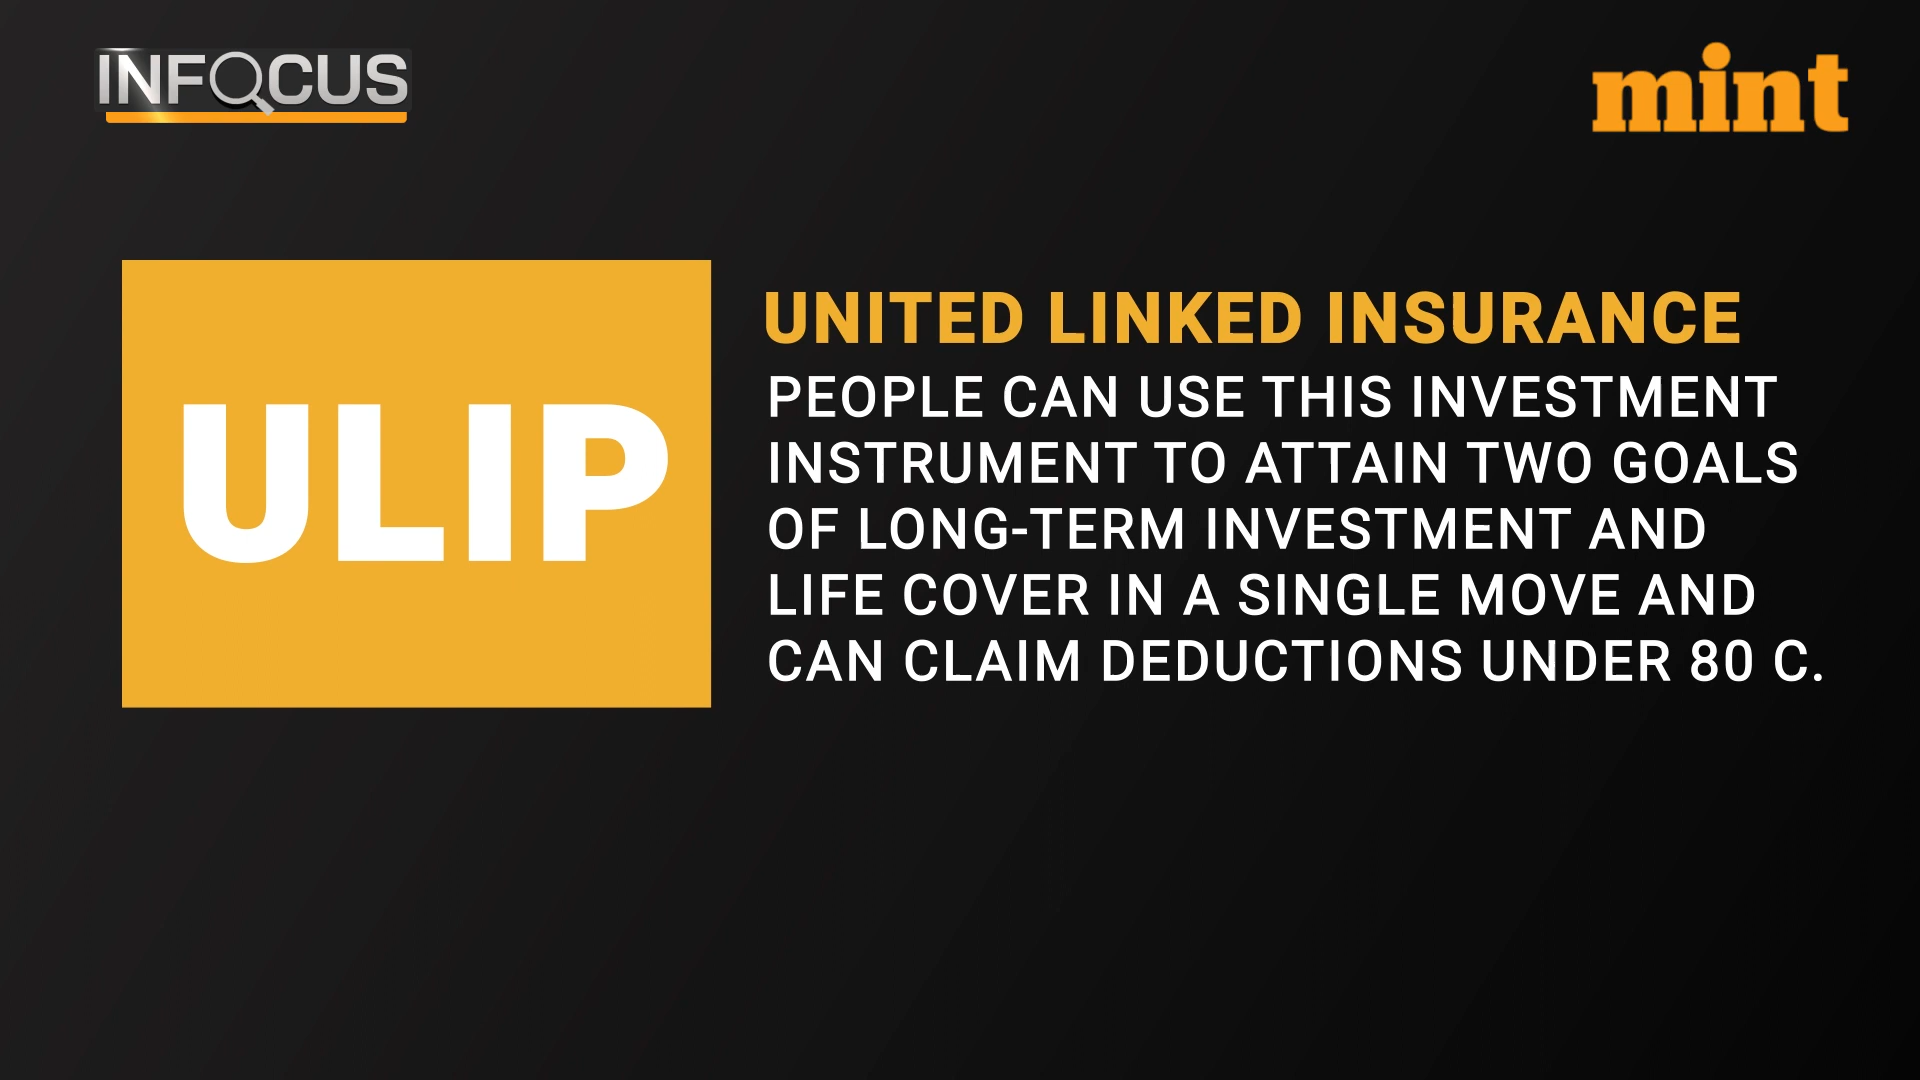 INFOCUS
mint
ULIP
UNITED LINKED INSURANCE
PEOPLE CAN USE THIS INVESTMENT
INSTRUMENT TO ATTAIN TWO GOALS
OF LONG-TERM INVESTMENT AND
LIFE COVER IN A SINGLE MOVE AND
CAN CLAIM DEDUCTIONS UNDER 80 C.